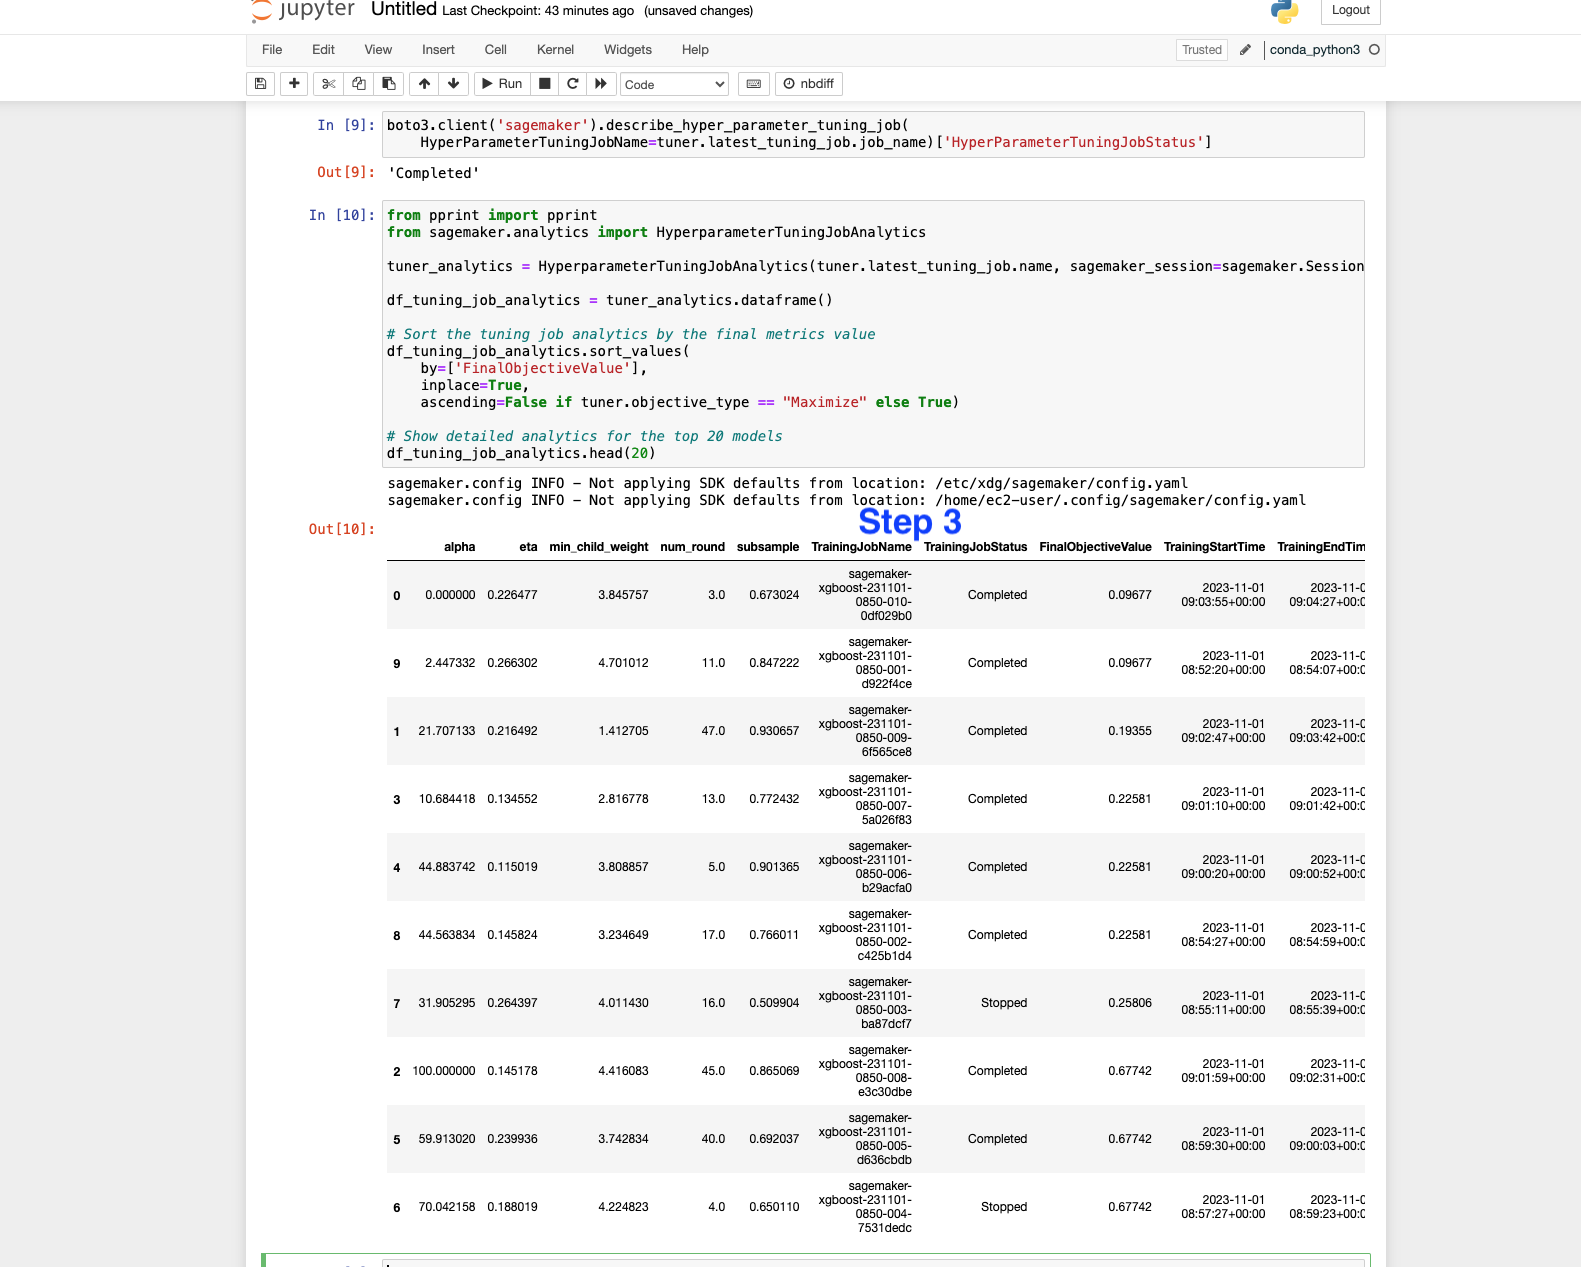 jupyter Untitled Last Checkpoint: 43 minutes ago (unsaved changes) Logout
File Edit View Insert Cell Kernel Widgets Help Trusted conda_python3
Run Code nbdiff
In [9]: boto3.client('sagemaker').describe_hyper_parameter_tuning_job(
HyperParameterTuningJobName=tuner.latest_tuning_job.job_name)['HyperParameterTuningJobStatus']
Out[9]: 'Completed'
In [10]: from pprint import pprint
from sagemaker.analytics import HyperparameterTuningJobAnalytics
tuner_analytics = HyperparameterTuningJobAnalytics(tuner.latest_tuning_job.name, sagemaker_session=sagemaker.Session
df_tuning_job_analytics = tuner_analytics.dataframe()
# Sort the tuning job analytics by the final metrics value
df_tuning_job_analytics.sort_values(
by=['FinalObjectiveValue'],
inplace=True,
ascending=False if tuner.objective_type == "Maximize" else True)
# Show detailed analytics for the top 20 models
df_tuning_job_analytics.head(20)
sagemaker.config INFO - Not applying SDK defaults from location: /etc/xdg/sagemaker/config.yaml
sagemaker.config INFO - Not applying SDK defaults from location: /home/ec2-user/.config/sagemaker/config.yaml
Step 3
Out[10]:
alpha eta min_child_weight num_round subsample TrainingJobName TrainingJobStatus FinalObjectiveValue TrainingStartTime TrainingEndTim
0 0.000000 0.226477 3.845757 3.0 0.673024 sagemaker-xgboost-231101-0850-010-0df029b0 Completed 0.09677 2023-11-01 09:03:55+00:00 2023-11-0 09:04:27+00:0
9 2.447332 0.266302 4.701012 11.0 0.847222 sagemaker-xgboost-231101-0850-001-d922f4ce Completed 0.09677 2023-11-01 08:52:20+00:00 2023-11-0 08:54:07+00:0
1 21.707133 0.216492 1.412705 47.0 0.930657 sagemaker-xgboost-231101-0850-009-6f565ce8 Completed 0.19355 2023-11-01 09:02:47+00:00 2023-11-0 09:03:42+00:0
3 10.684418 0.134552 2.816778 13.0 0.772432 sagemaker-xgboost-231101-0850-007-5a026f83 Completed 0.22581 2023-11-01 09:01:10+00:00 2023-11-0 09:01:42+00:0
4 44.883742 0.115019 3.808857 5.0 0.901365 sagemaker-xgboost-231101-0850-006-b29acfa0 Completed 0.22581 2023-11-01 09:00:20+00:00 2023-11-0 09:00:52+00:0
8 44.563834 0.145824 3.234649 17.0 0.766011 sagemaker-xgboost-231101-0850-002-c425b1d4 Completed 0.22581 2023-11-01 08:54:27+00:00 2023-11-0 08:54:59+00:0
7 31.905295 0.264397 4.011430 16.0 0.509904 sagemaker-xgboost-231101-0850-003-ba87dcf7 Stopped 0.25806 2023-11-01 08:55:11+00:00 2023-11-0 08:55:39+00:0
2 100.000000 0.145178 4.416083 45.0 0.865069 sagemaker-xgboost-231101-0850-008-e3c30dbe Completed 0.67742 2023-11-01 09:01:59+00:00 2023-11-0 09:02:31+00:0
5 59.913020 0.239936 3.742834 40.0 0.692037 sagemaker-xgboost-231101-0850-005-d636cbdb Completed 0.67742 2023-11-01 08:59:30+00:00 2023-11-0 09:00:03+00:0
6 70.042158 0.188019 4.224823 4.0 0.650110 sagemaker-xgboost-231101-0850-004-7531dedc Stopped 0.67742 2023-11-01 08:57:27+00:00 2023-11-0 08:59:23+00:0